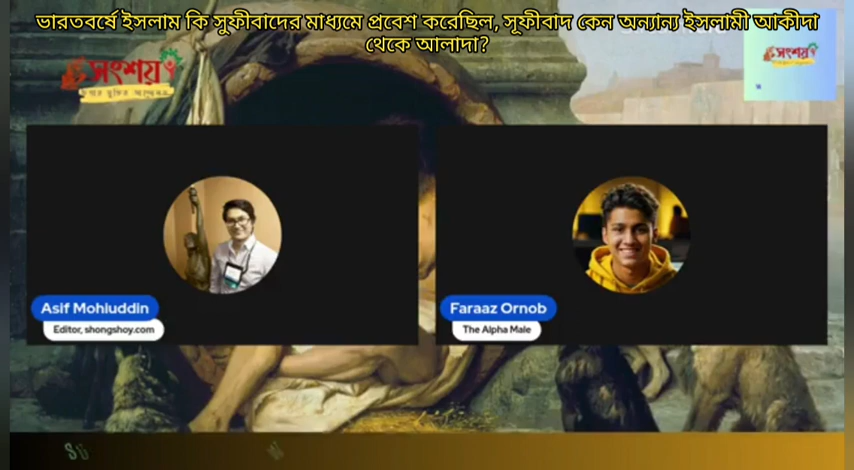 ভারতবর্ষে ইসলাম কি সুফীবাদের মাধ্যমে প্রবেশ করেছিল, সূফীবাদ কেন অন্যান্য ইসলামী আকীদা
থেকে আলাদা?
সংশয়
সংশয়
Asif Mohiuddin
Editor, shongshoy.com
Faraaz Ornob
The Alpha Male